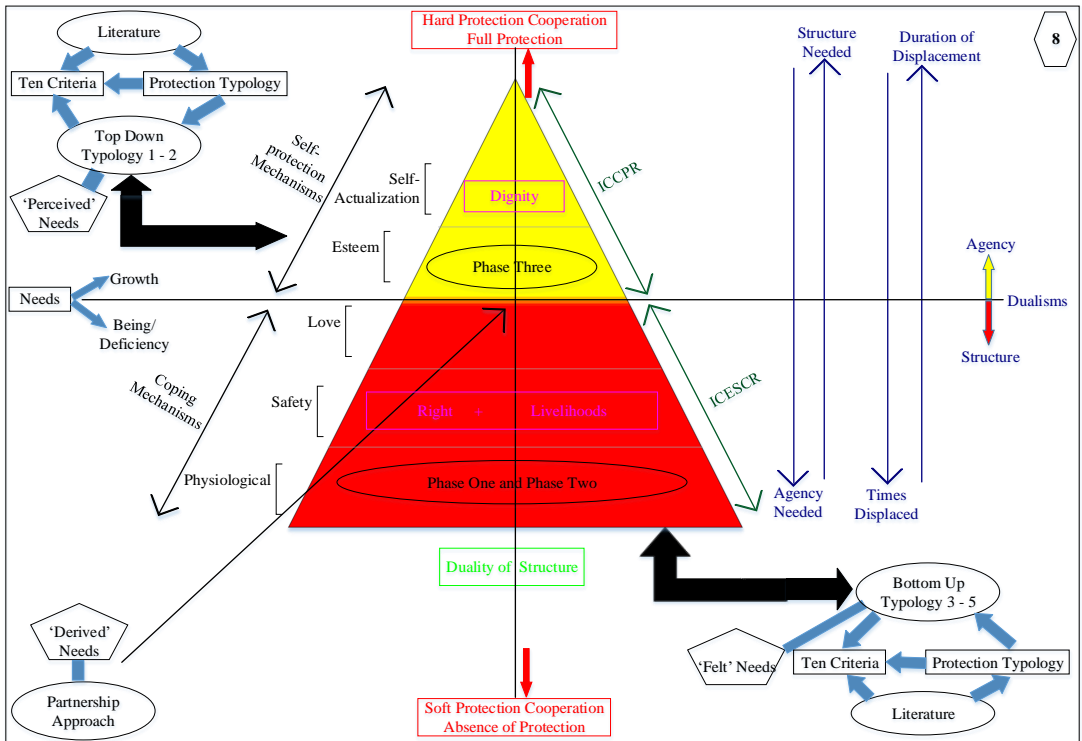 Hard Protection Cooperation
Full Protection
8
Literature
Ten Criteria
Protection Typology
Top Down
Typology 1 - 2
'Perceived'
Needs
Self-
protection
Mechanisms
Self-
Actualization
Dignity
ICCPR
Structure
Needed
Duration of
Displacement
Esteem
Phase Three
Agency
Needs
Growth
Being/
Deficiency
Dualisms
Structure
Love
Coping
Mechanisms
Safety
Right + Livelihoods
ICESCR
Physiological
Phase One and Phase Two
Agency
Needed
Times
Displaced
Duality of Structure
Bottom Up
Typology 3 - 5
'Derived'
Needs
'Felt' Needs
Ten Criteria
Protection Typology
Partnership
Approach
Literature
Soft Protection Cooperation
Absence of Protection